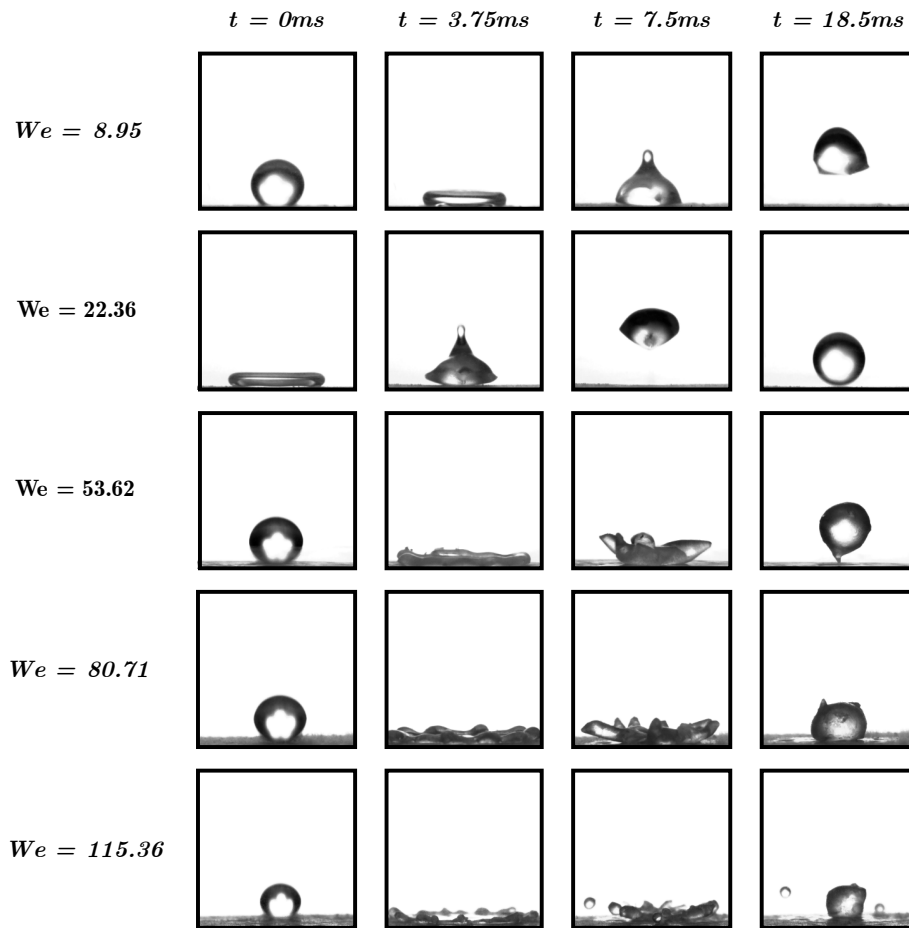 t = 0ms t = 3.75ms t = 7.5ms t = 18.5ms
We = 8.95
We = 22.36
We = 53.62
We = 80.71
We = 115.36